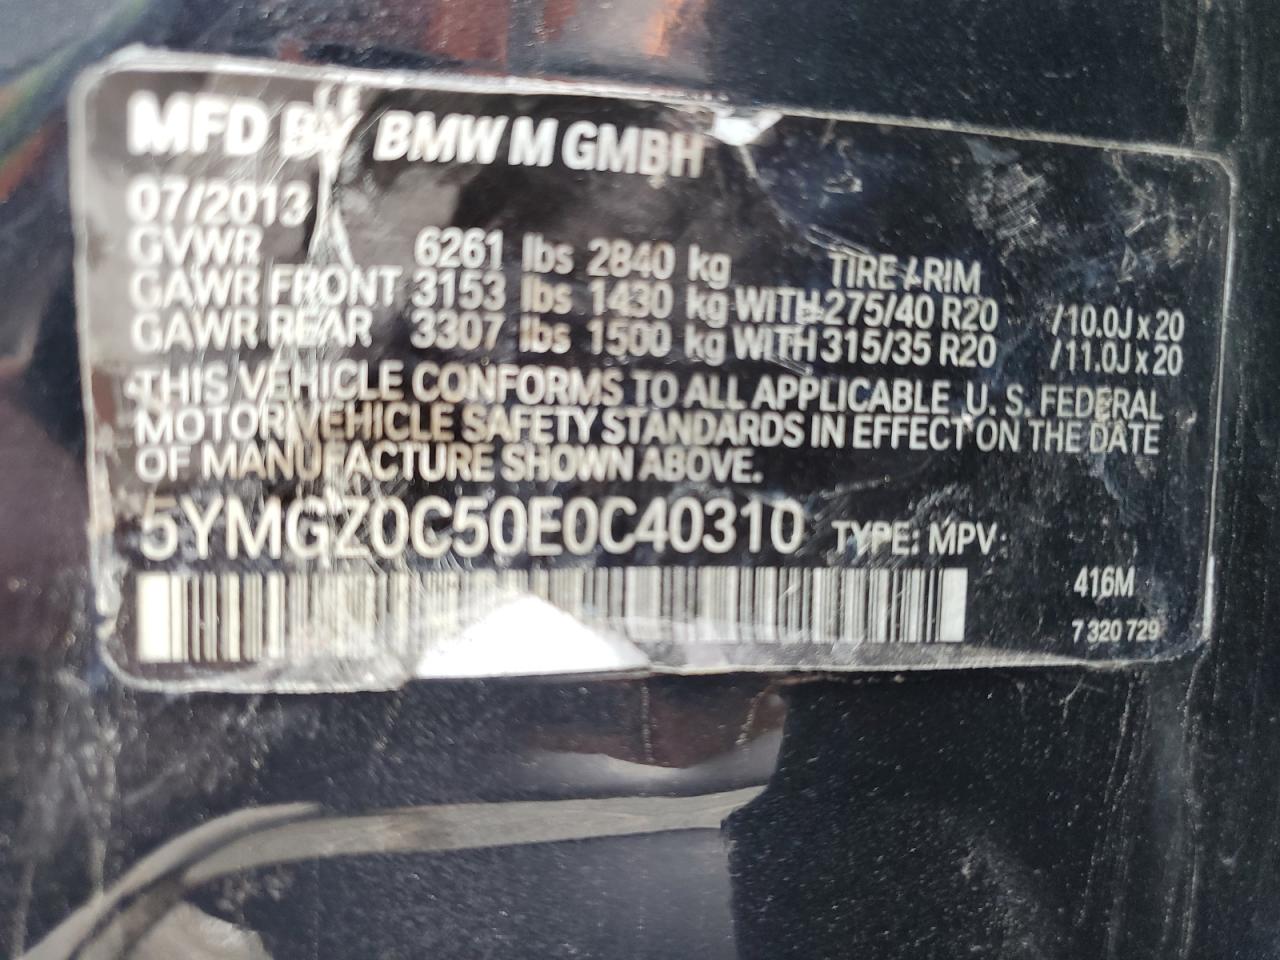 MFD BY BMW M GMBH
07/2013
GVWR 6261 lbs 2840 kg TIRE / RIM
GAWR FRONT 3153 lbs 1430 kg WITH 275/40 R20 /10.0J x 20
GAWR REAR 3307 lbs 1500 kg WITH 315/35 R20 /11.0J x 20
THIS VEHICLE CONFORMS TO ALL APPLICABLE U. S. FEDERAL
MOTOR VEHICLE SAFETY STANDARDS IN EFFECT ON THE DATE
OF MANUFACTURE SHOWN ABOVE.
5YMGZ0C50E0C40310 TYPE: MPV
416M
7 320 729